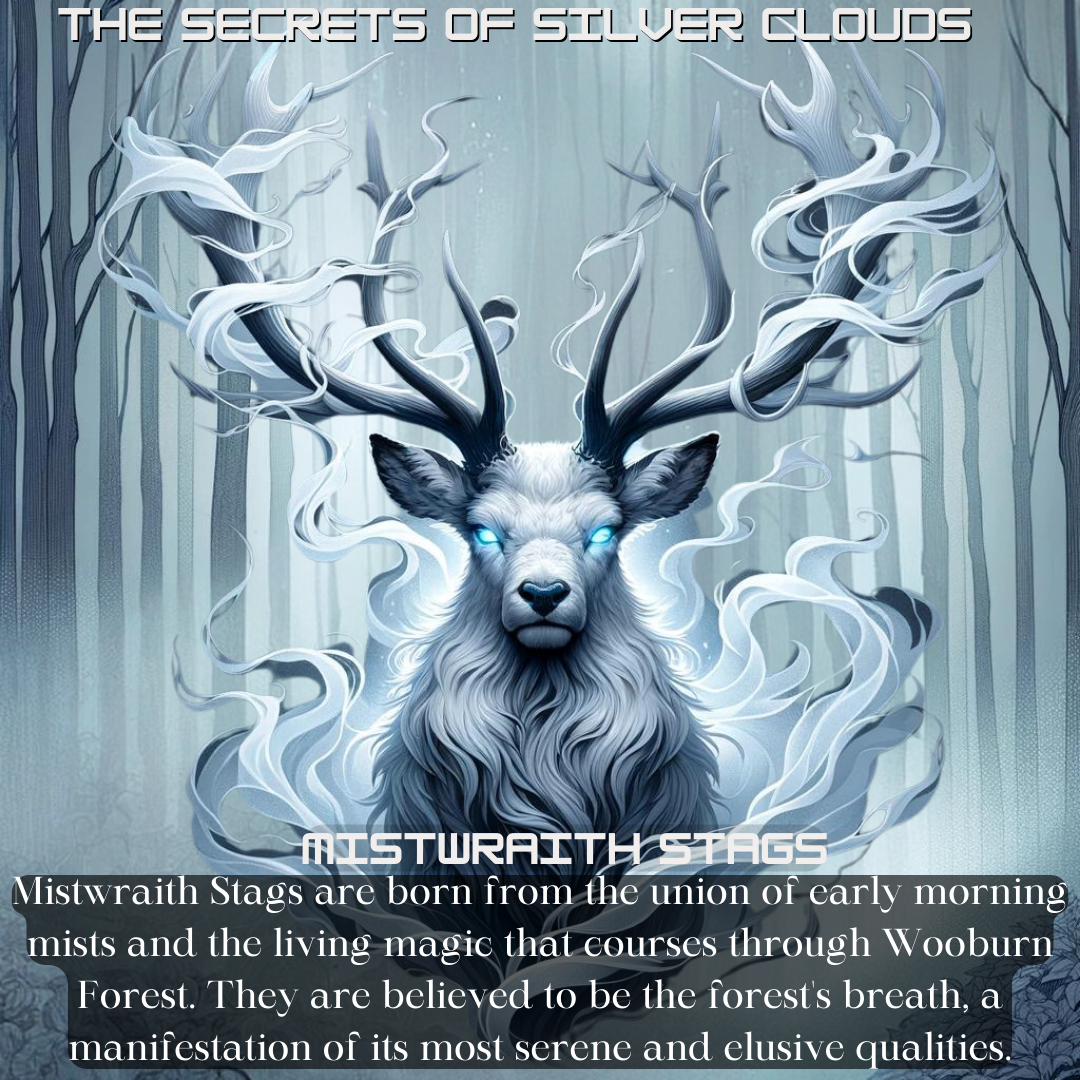 THE SECRETS OF SILVER CLOUDS
MISTWRAITH STAGS
Mistwraith Stags are born from the union of early morning
mists and the living magic that courses through Wooburn
Forest. They are believed to be the forest's breath, a
manifestation of its most serene and elusive qualities.